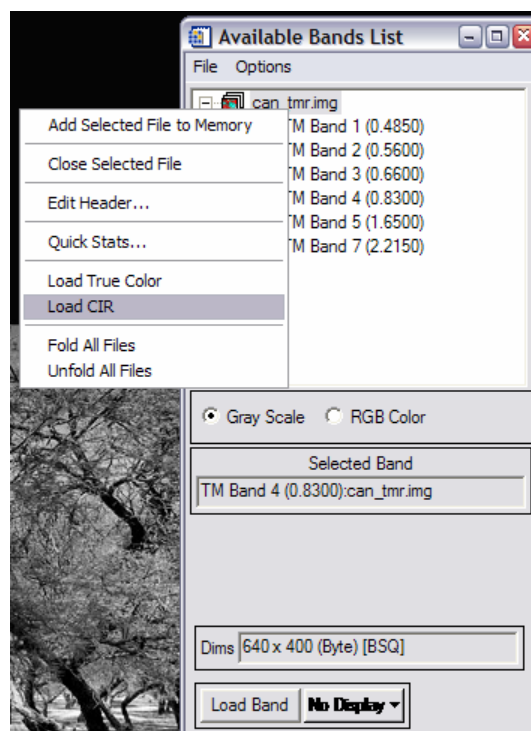 Available Bands List
File Options
can_tmr.img
Add Selected File to Memory
TM Band 1 (0.4850)
TM Band 2 (0.5600)
Close Selected File
TM Band 3 (0.6600)
Edit Header...
TM Band 4 (0.8300)
Quick Stats...
TM Band 5 (1.6500)
TM Band 7 (2.2150)
Load True Color
Load CIR
Fold All Files
Unfold All Files
Gray Scale RGB Color
Selected Band
TM Band 4 (0.8300):can_tmr.img
Dims 640 x 400 (Byte) [BSQ]
Load Band No Display